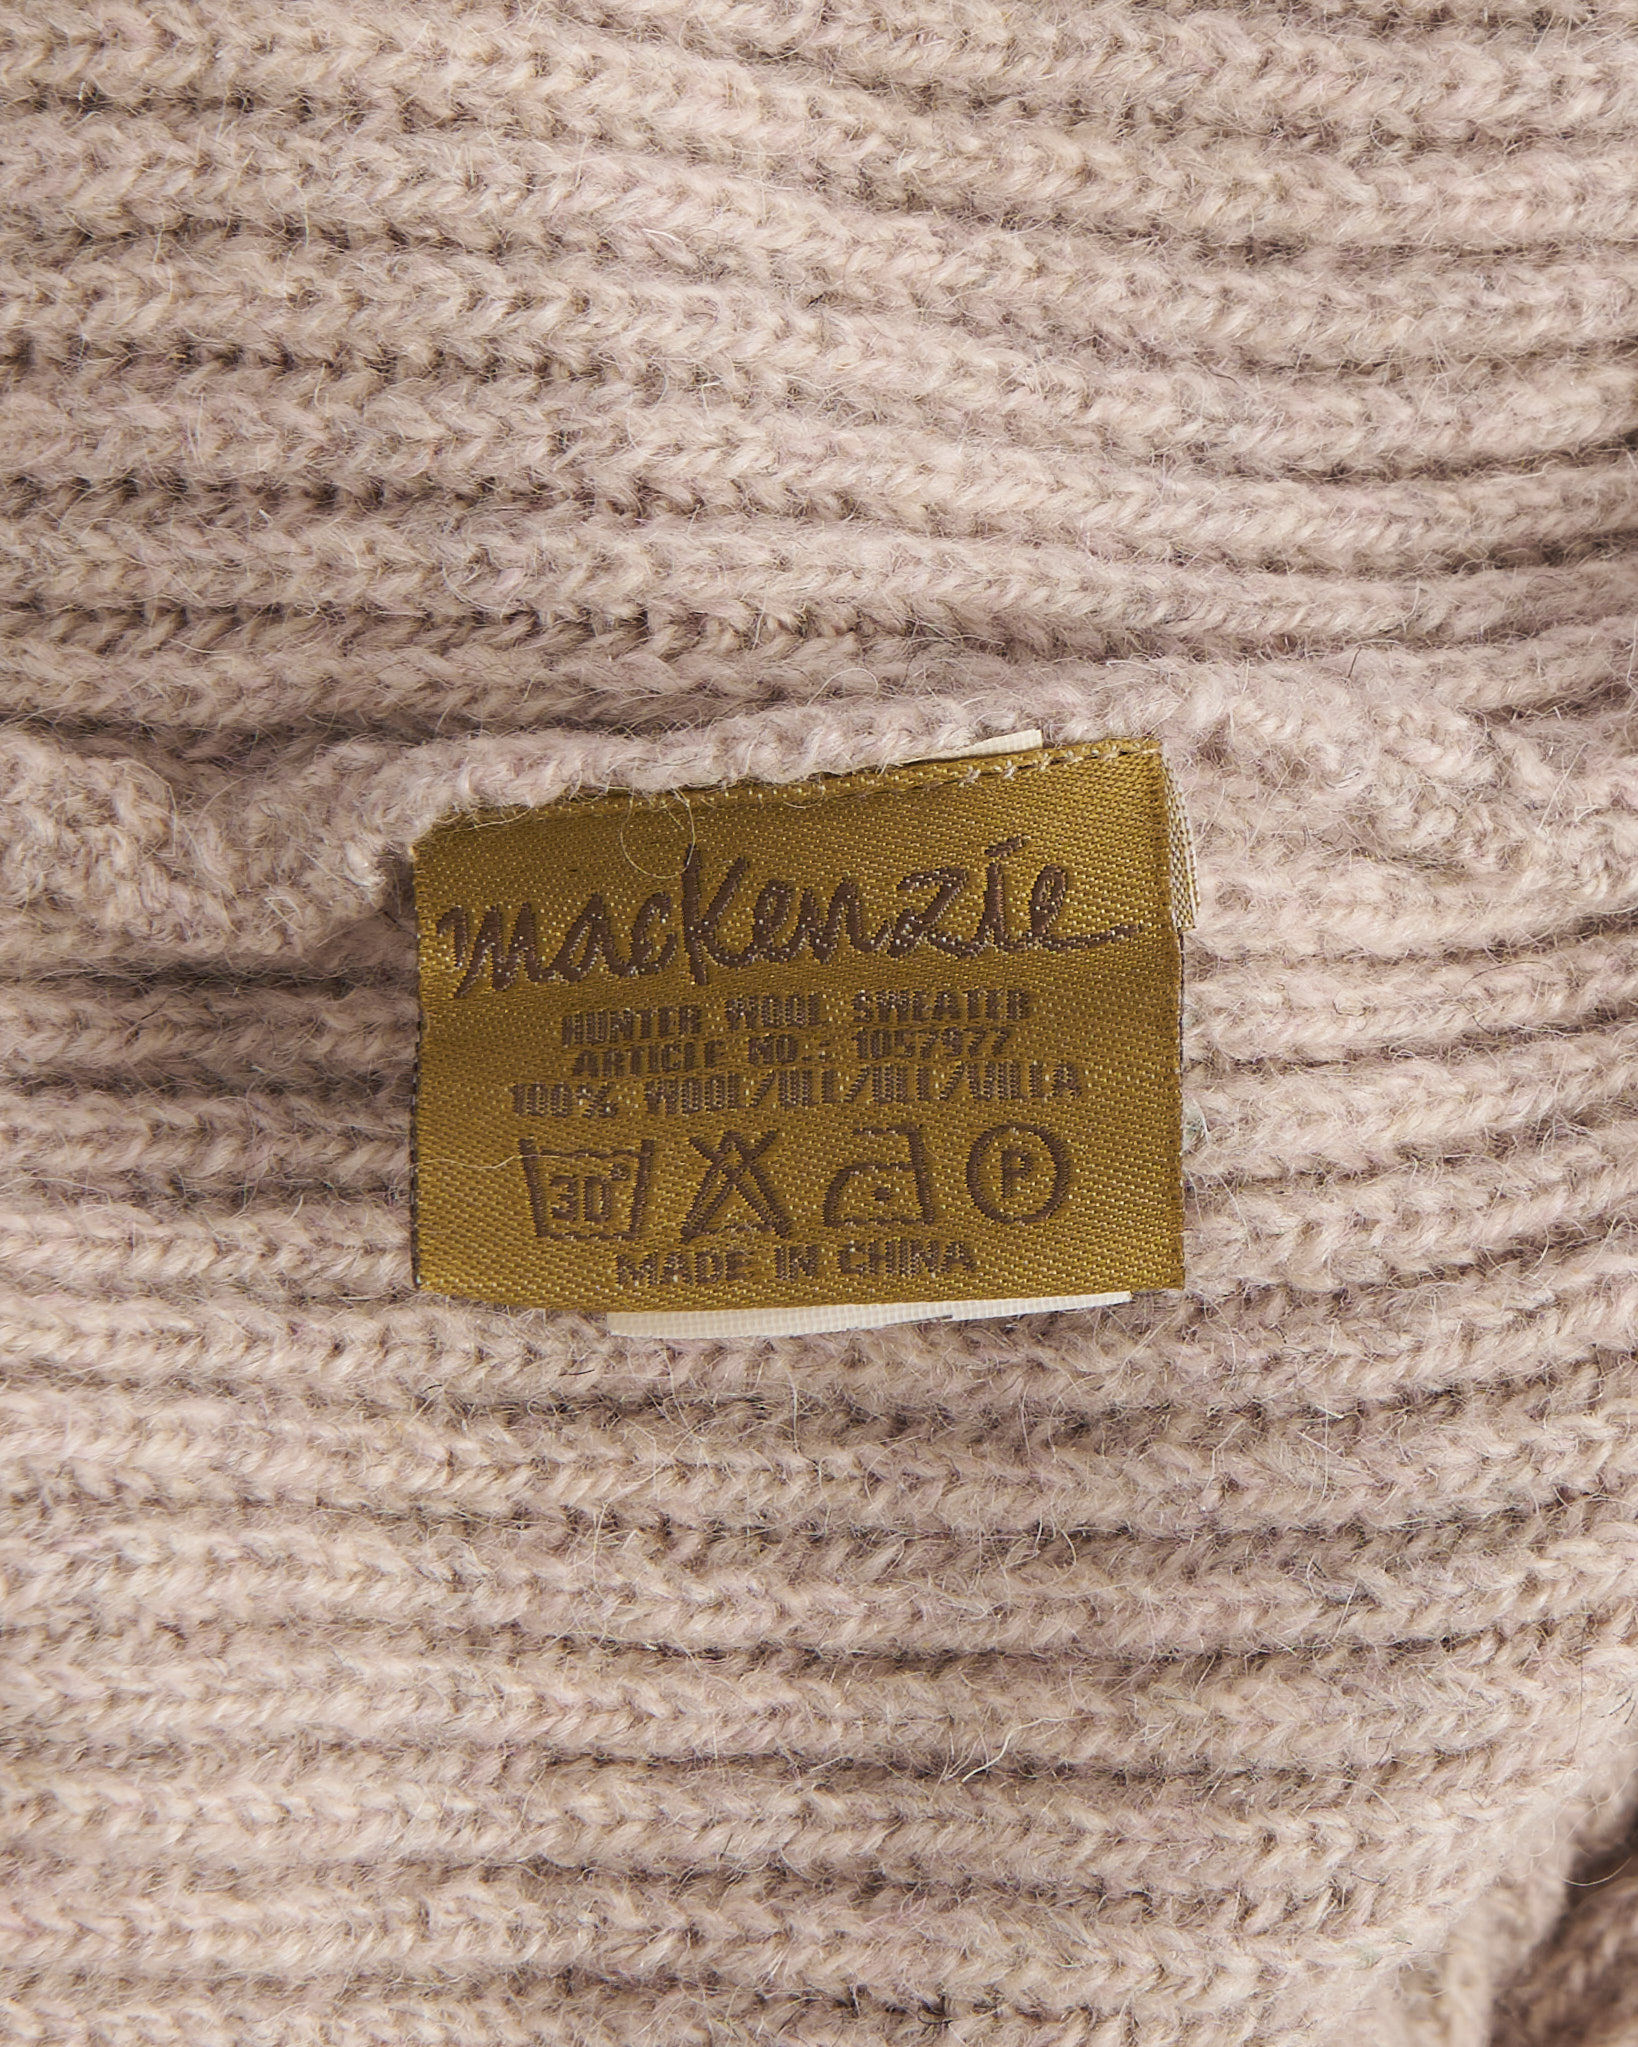 mackenzie
HUNTER WOOL SWEATER
ARTICLE NO.: 1057977
100% WOOL/ULL/ULL/VILLA
30°
P
MADE IN CHINA